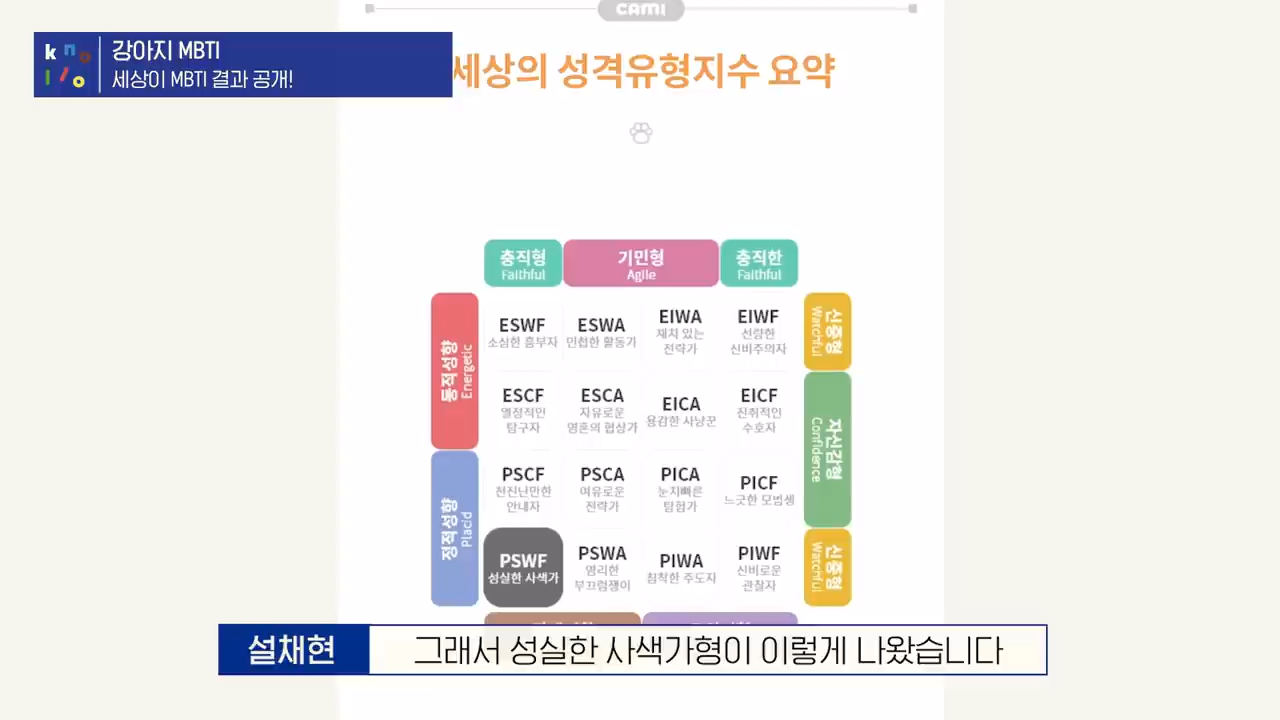 CAMI
knollo
강아지 MBTI
세상이 MBTI 결과 공개!
세상의 성격유형지수 요약
충직형
Faithful
기민형
Agile
충직한
Faithful
동적성향
Energetic
정적성향
Placid
신중형
Watchful
자신감형
Confidence
신중형
Watchful
ESWF
소심한 흥부자
ESWA
민첩한 활동가
EIWA
재치 있는
전략가
EIWF
선량한
신비주의자
ESCF
열정적인
탐구자
ESCA
자유로운
영혼의 협상가
EICA
용감한 사냥꾼
EICF
진취적인
수호자
PSCF
천진난만한
안내자
PSCA
여유로운
전략가
PICA
눈치빠른
탐험가
PICF
느긋한 모범생
PSWF
성실한 사색가
PSWA
영리한
부끄럼쟁이
PIWA
침착한 주도자
PIWF
신비로운
관찰자
설채현
그래서 성실한 사색가형이 이렇게 나왔습니다